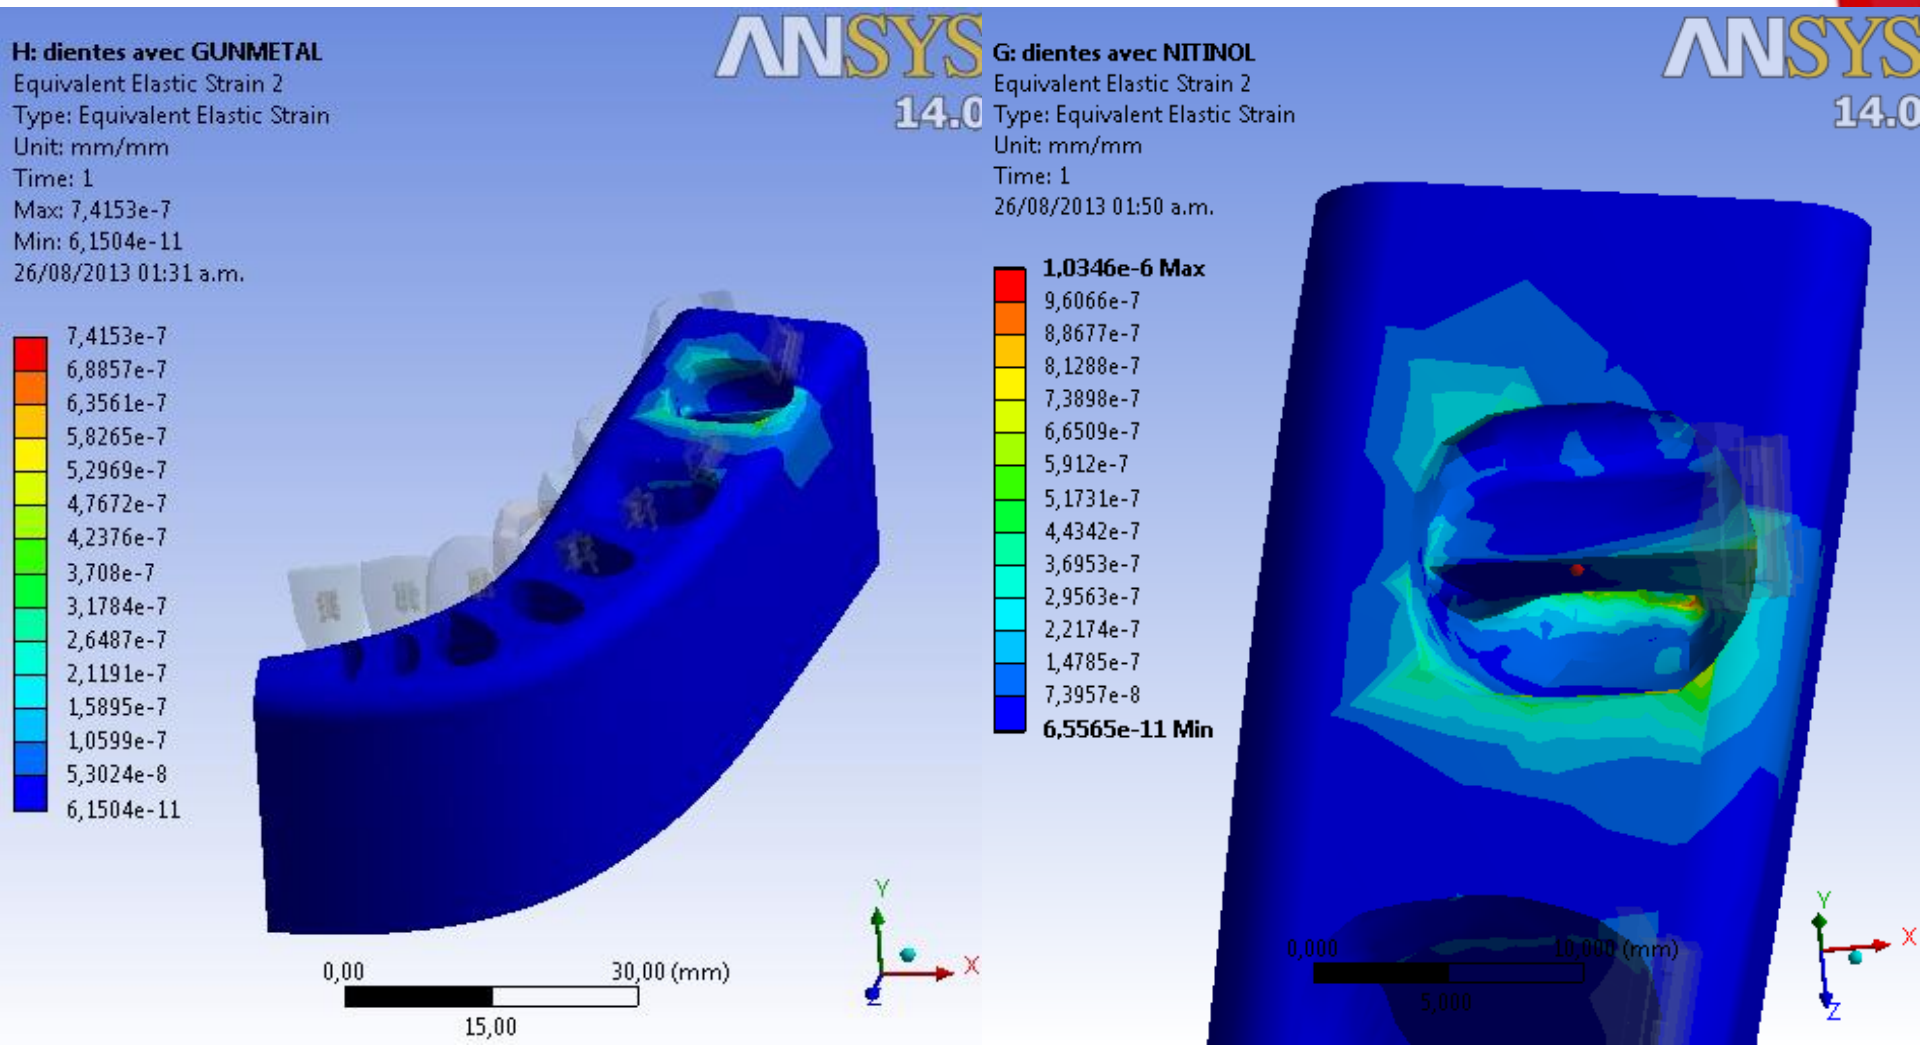 H: dientes avec GUNMETAL
Equivalent Elastic Strain 2
Type: Equivalent Elastic Strain
Unit: mm/mm
Time: 1
Max: 7,4153e-7
Min: 6,1504e-11
26/08/2013 01:31 a.m.
ANSYS
14.0
7,4153e-7
6,8857e-7
6,3561e-7
5,8265e-7
5,2969e-7
4,7672e-7
4,2376e-7
3,708e-7
3,1784e-7
2,6487e-7
2,1191e-7
1,5895e-7
1,0599e-7
5,3024e-8
6,1504e-11
0,00
30,00 (mm)
15,00
Y
X
Z
G: dientes avec NITINOL
Equivalent Elastic Strain 2
Type: Equivalent Elastic Strain
Unit: mm/mm
Time: 1
26/08/2013 01:50 a.m.
ANSYS
14.0
1,0346e-6 Max
9,6066e-7
8,8677e-7
8,1288e-7
7,3898e-7
6,6509e-7
5,912e-7
5,1731e-7
4,4342e-7
3,6953e-7
2,9563e-7
2,2174e-7
1,4785e-7
7,3957e-8
6,5565e-11 Min
0,000
10,000 (mm)
5,000
Y
X
Z